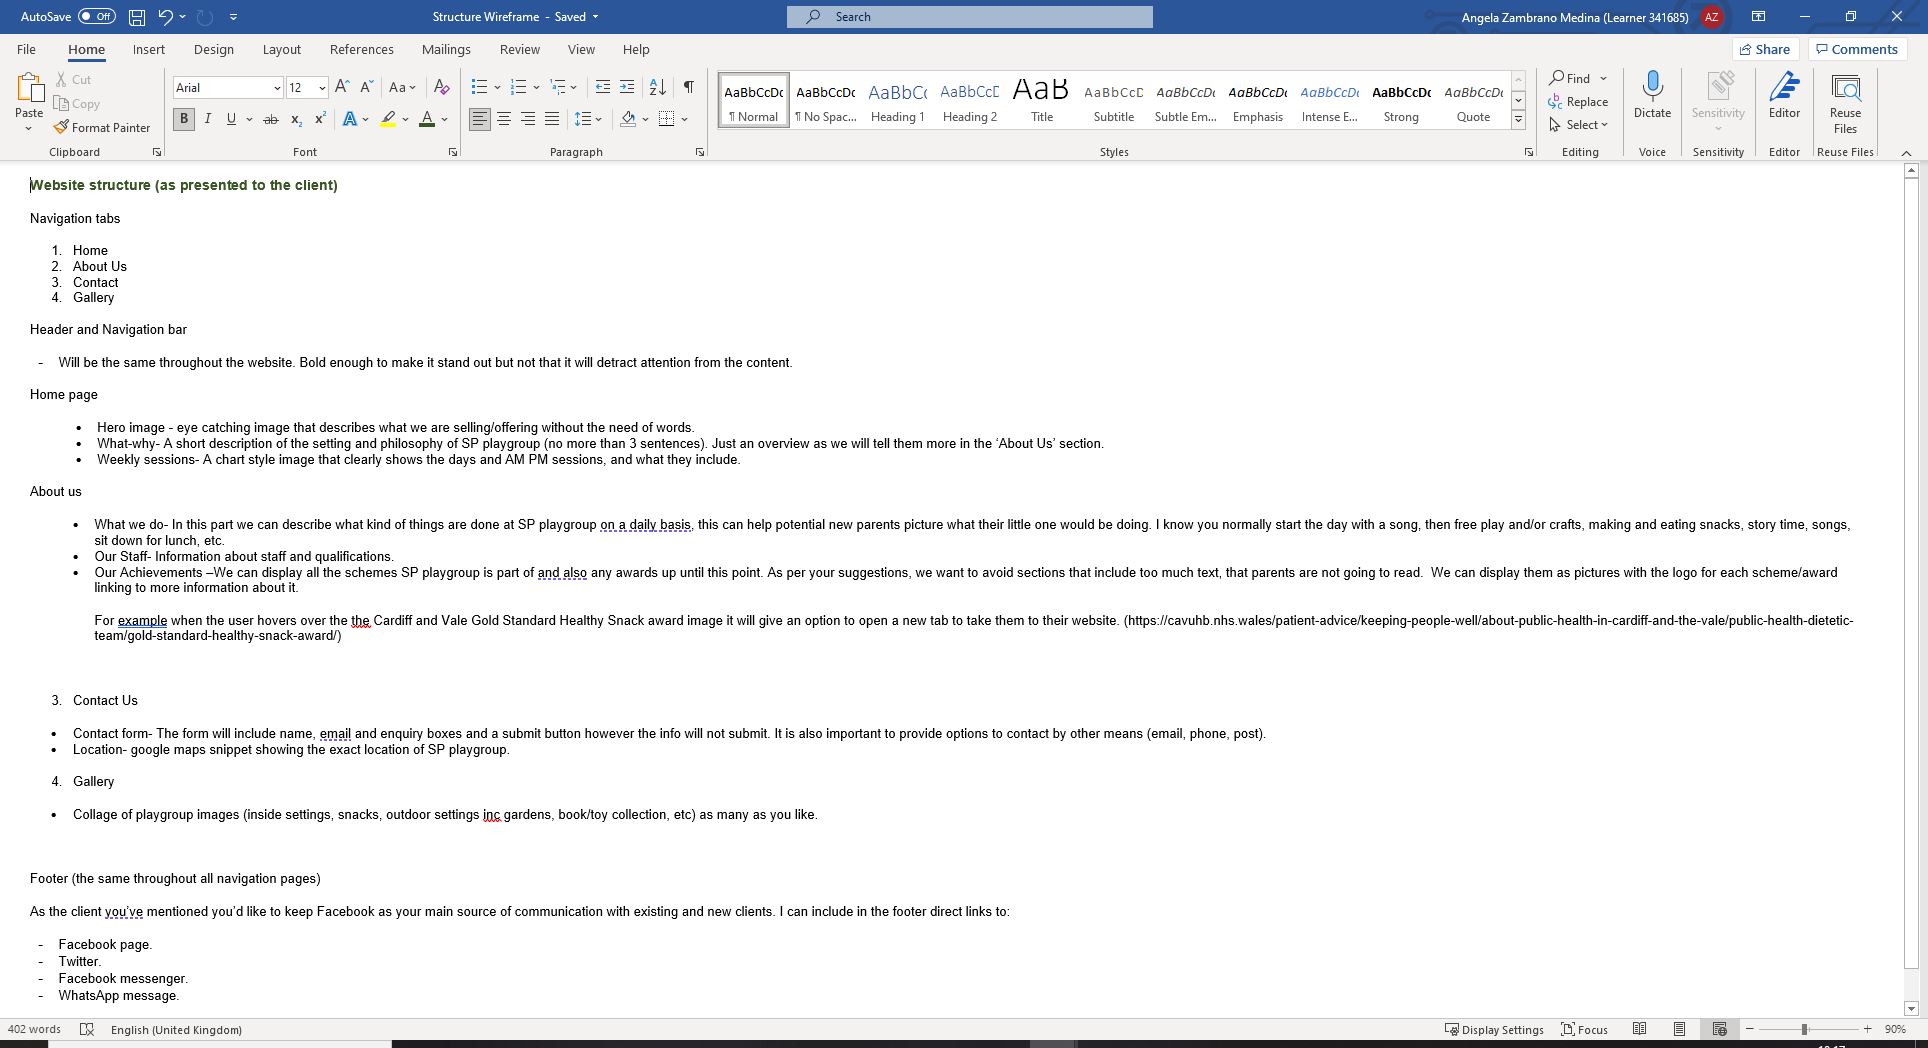 AutoSave Off Structure Wireframe - Saved Search Angela Zambrano Medina (Learner 341685) AZ
File Home Insert Design Layout References Mailings Review View Help Share Comments
Paste Cut Copy Format Painter
Clipboard
Arial 12 Aa
B I U ab x₂ x² A A
Font
Paragraph
AaBbCcDc AaBbCcDc AaBbCc AaBbCcD AaB AaBbCcD AaBbCcDc AaBbCcDc AaBbCcDc AaBbCcDc AaBbCcDc
¶ Normal ¶ No Spac... Heading 1 Heading 2 Title Subtitle Subtle Em... Emphasis Intense E... Strong Quote
Styles
Find
Replace
Select
Editing
Dictate
Voice
Sensitivity
Sensitivity
Editor
Editor
Reuse Files
Reuse Files
Website structure (as presented to the client)
Navigation tabs
1. Home
2. About Us
3. Contact
4. Gallery
Header and Navigation bar
- Will be the same throughout the website. Bold enough to make it stand out but not that it will detract attention from the content.
Home page
• Hero image - eye catching image that describes what we are selling/offering without the need of words.
• What-why- A short description of the setting and philosophy of SP playgroup (no more than 3 sentences). Just an overview as we will tell them more in the ‘About Us’ section.
• Weekly sessions- A chart style image that clearly shows the days and AM PM sessions, and what they include.
About us
• What we do- In this part we can describe what kind of things are done at SP playgroup on a daily basis, this can help potential new parents picture what their little one would be doing. I know you normally start the day with a song, then free play and/or crafts, making and eating snacks, story time, songs,
sit down for lunch, etc.
• Our Staff- Information about staff and qualifications.
• Our Achievements –We can display all the schemes SP playgroup is part of and also any awards up until this point. As per your suggestions, we want to avoid sections that include too much text, that parents are not going to read. We can display them as pictures with the logo for each scheme/award
linking to more information about it.
For example when the user hovers over the the Cardiff and Vale Gold Standard Healthy Snack award image it will give an option to open a new tab to take them to their website. (https://cavuhb.nhs.wales/patient-advice/keeping-people-well/about-public-health-in-cardiff-and-the-vale/public-health-dietetic-
team/gold-standard-healthy-snack-award/)
3. Contact Us
• Contact form- The form will include name, email and enquiry boxes and a submit button however the info will not submit. It is also important to provide options to contact by other means (email, phone, post).
• Location- google maps snippet showing the exact location of SP playgroup.
4. Gallery
• Collage of playgroup images (inside settings, snacks, outdoor settings inc gardens, book/toy collection, etc) as many as you like.
Footer (the same throughout all navigation pages)
As the client you’ve mentioned you’d like to keep Facebook as your main source of communication with existing and new clients. I can include in the footer direct links to:
- Facebook page.
- Twitter.
- Facebook messenger.
- WhatsApp message.
402 words English (United Kingdom) Display Settings Focus 90%